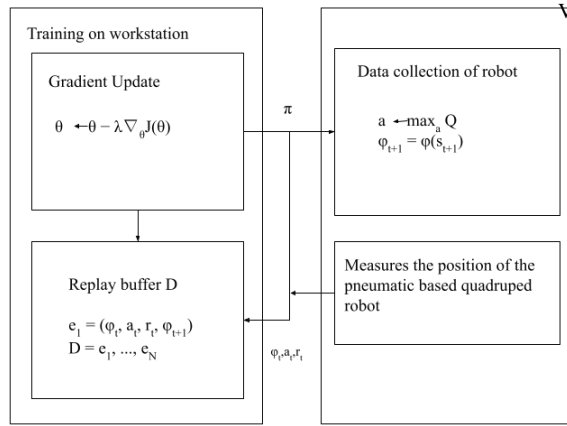 Training on workstation
Gradient Update
θ ←θ − λ∇θJ(θ)
Replay buffer D
e1 = (φt, at, rt, φt+1)
D = e1, ..., eN
π
φt,at,rt
V
Data collection of robot
a ←maxa Q
φt+1 = φ(st+1)
Measures the position of the
pneumatic based quadruped
robot